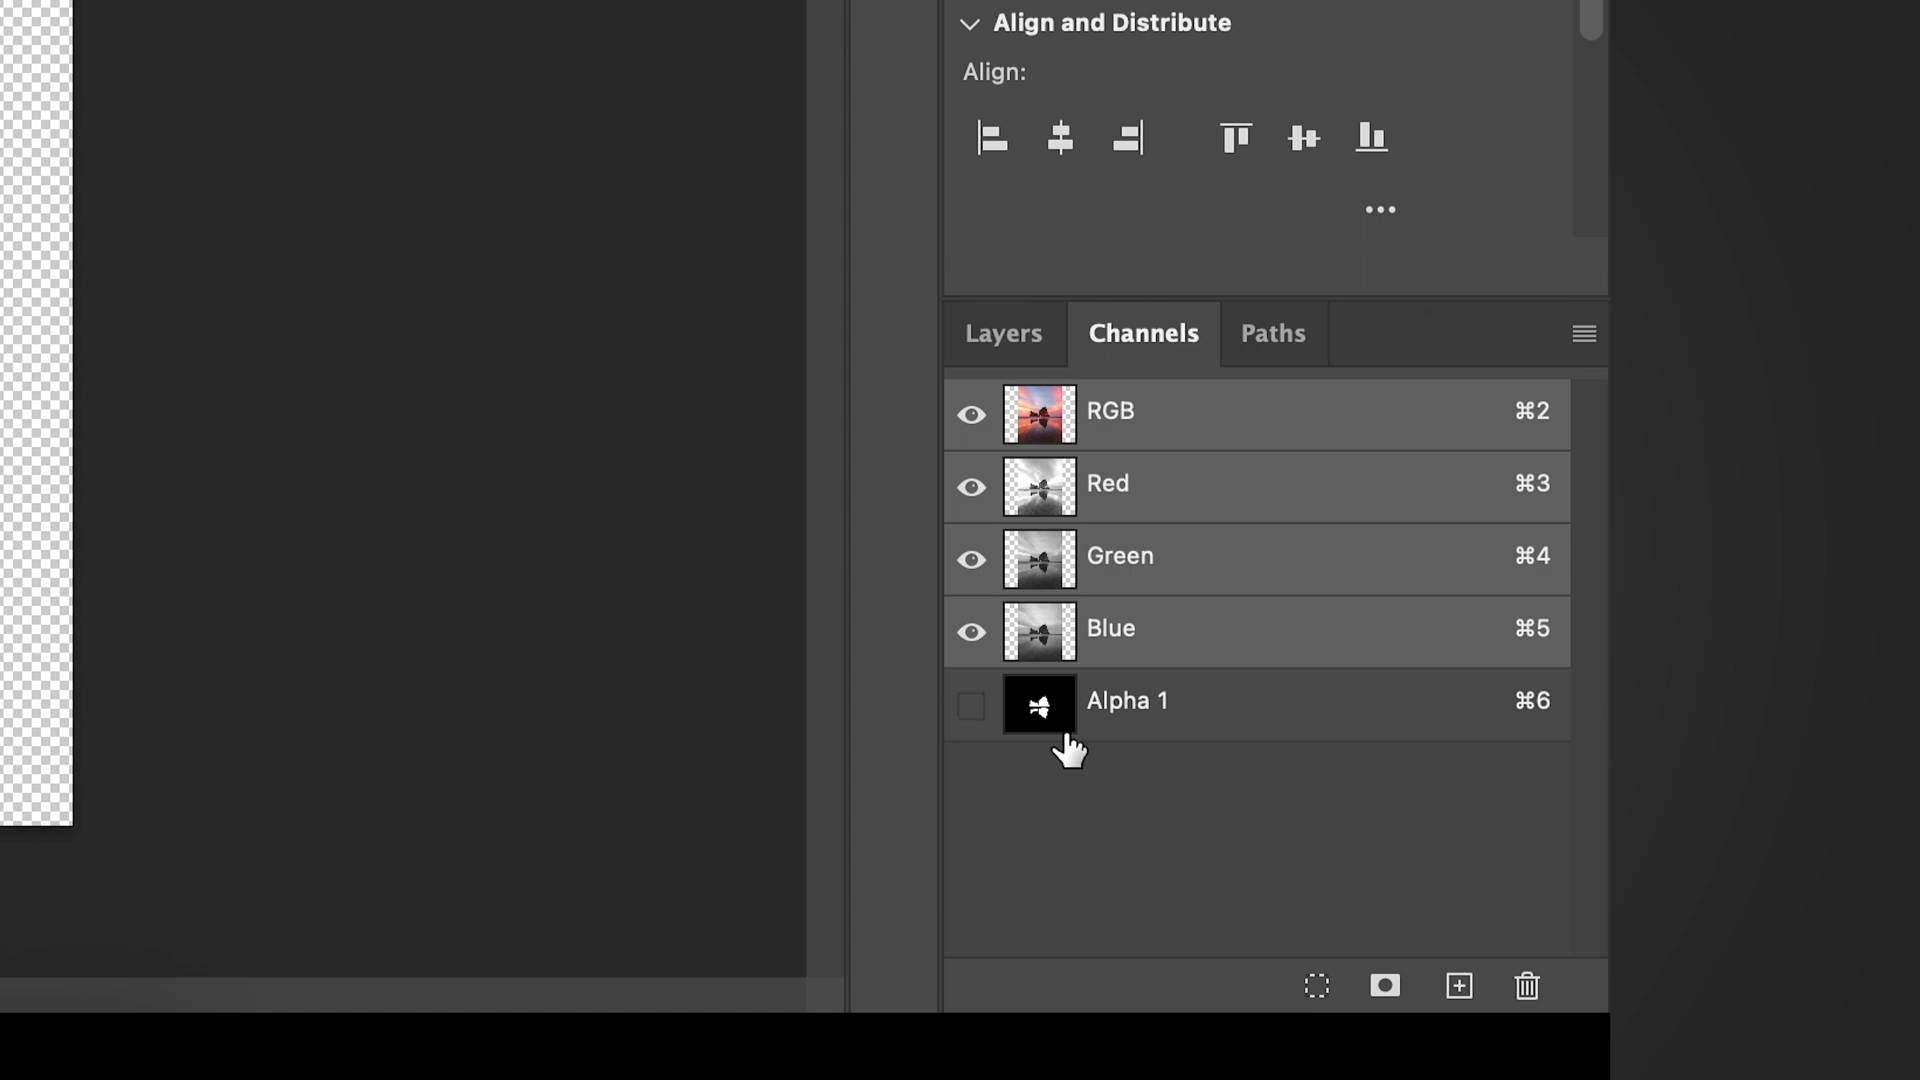 Align and Distribute
Align:
Layers Channels Paths
RGB ⌘2
Red ⌘3
Green ⌘4
Blue ⌘5
Alpha 1 ⌘6